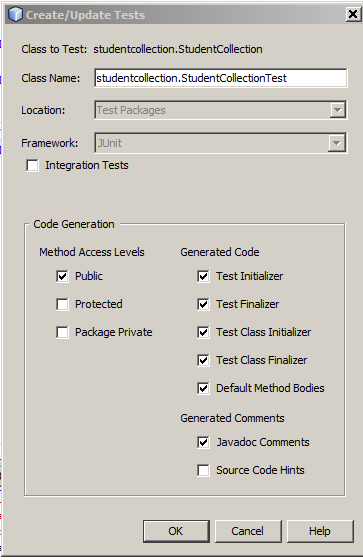 Create/Update Tests
Class to Test: studentcollection.StudentCollection
Class Name: studentcollection.StudentCollectionTest
Location: Test Packages
Framework: JUnit
Integration Tests
Code Generation
Method Access Levels
Public
Protected
Package Private
Generated Code
Test Initializer
Test Finalizer
Test Class Initializer
Test Class Finalizer
Default Method Bodies
Generated Comments
Javadoc Comments
Source Code Hints
OK Cancel Help